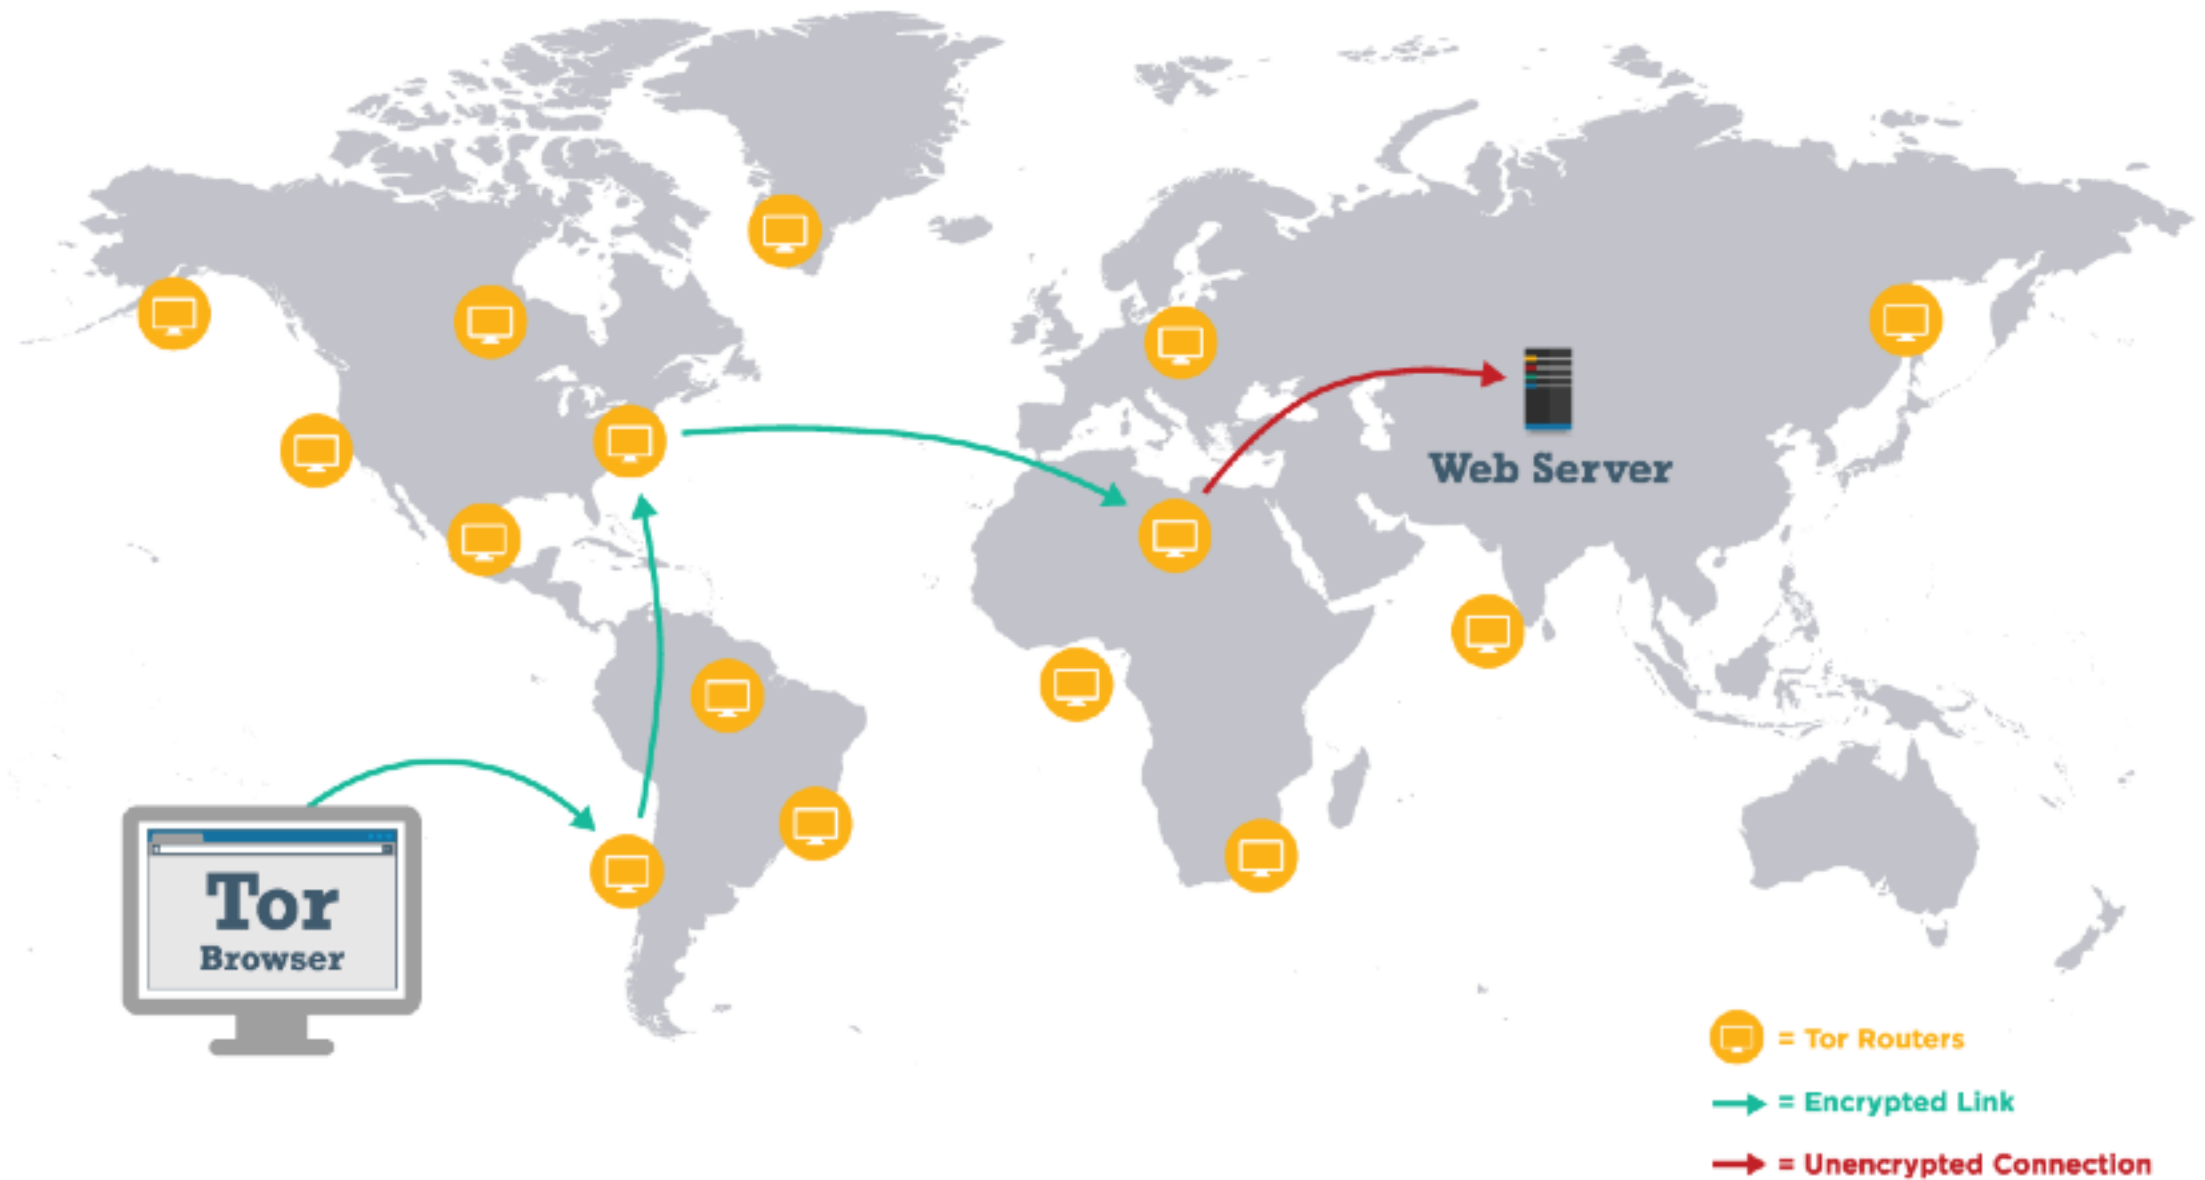 Web Server
Tor
Browser
= Tor Routers
= Encrypted Link
= Unencrypted Connection